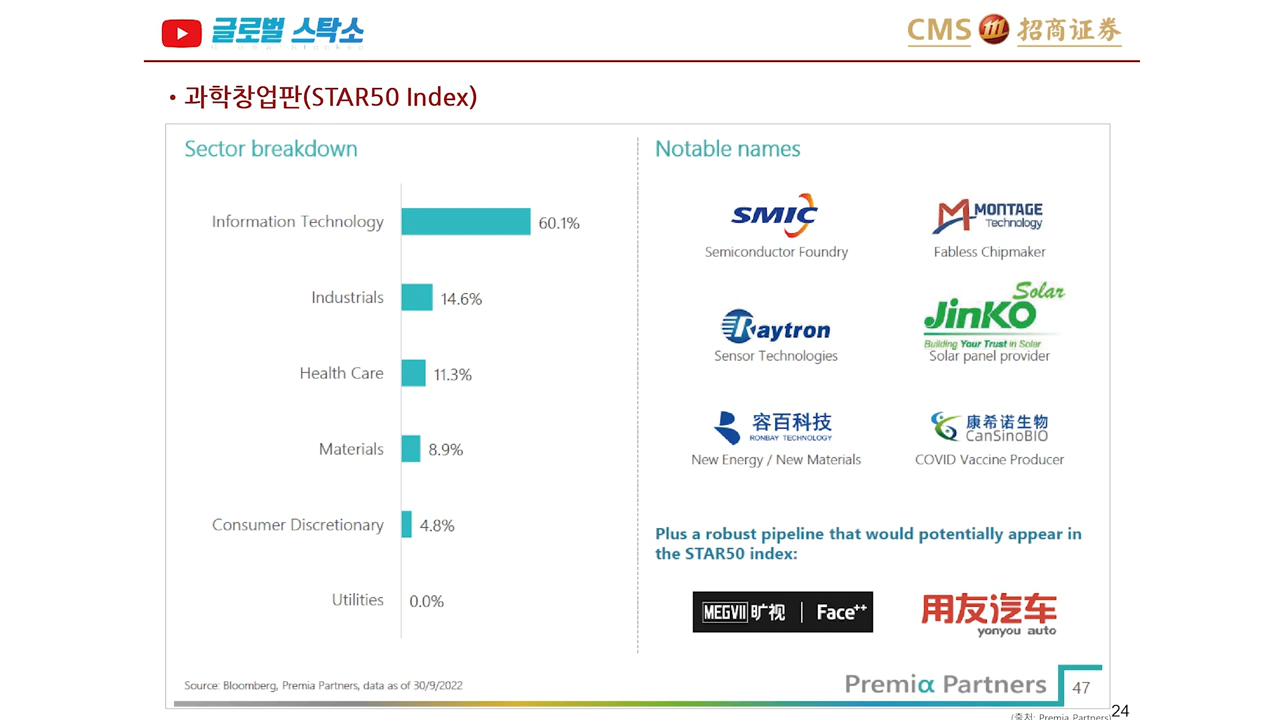 글로벌 스탁소
CMS 招商证券
• 과학창업판(STAR50 Index)
Sector breakdown
Information Technology 60.1%
Industrials 14.6%
Health Care 11.3%
Materials 8.9%
Consumer Discretionary 4.8%
Utilities 0.0%
Notable names
SMIC
Semiconductor Foundry
MONTAGE
Technology
Fabless Chipmaker
Raytron
Sensor Technologies
Solar
JinKO
Building Your Trust in Solar
Solar panel provider
容百科技
RONBAY TECHNOLOGY
New Energy / New Materials
康希诺生物
CanSinoBIO
COVID Vaccine Producer
Plus a robust pipeline that would potentially appear in
the STAR50 index:
MEGVII 旷视 | Face++
用友汽车
yonyou auto
Source: Bloomberg, Premia Partners, data as of 30/9/2022
Premiα Partners
47
(출처: Premia Partners)
24